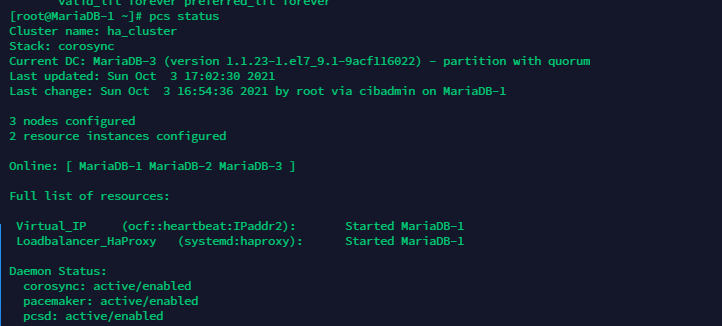 valid_lft forever preferred_lft forever
[root@MariaDB-1 ~]# pcs status
Cluster name: ha_cluster
Stack: corosync
Current DC: MariaDB-3 (version 1.1.23-1.el7_9.1-9acf116022) - partition with quorum
Last updated: Sun Oct  3 17:02:30 2021
Last change: Sun Oct  3 16:54:36 2021 by root via cibadmin on MariaDB-1
3 nodes configured
2 resource instances configured
Online: [ MariaDB-1 MariaDB-2 MariaDB-3 ]
Full list of resources:
Virtual_IP     (ocf::heartbeat:IPaddr2):       Started MariaDB-1
Loadbalancer_HaProxy   (systemd:haproxy):      Started MariaDB-1
Daemon Status:
corosync: active/enabled
pacemaker: active/enabled
pcsd: active/enabled